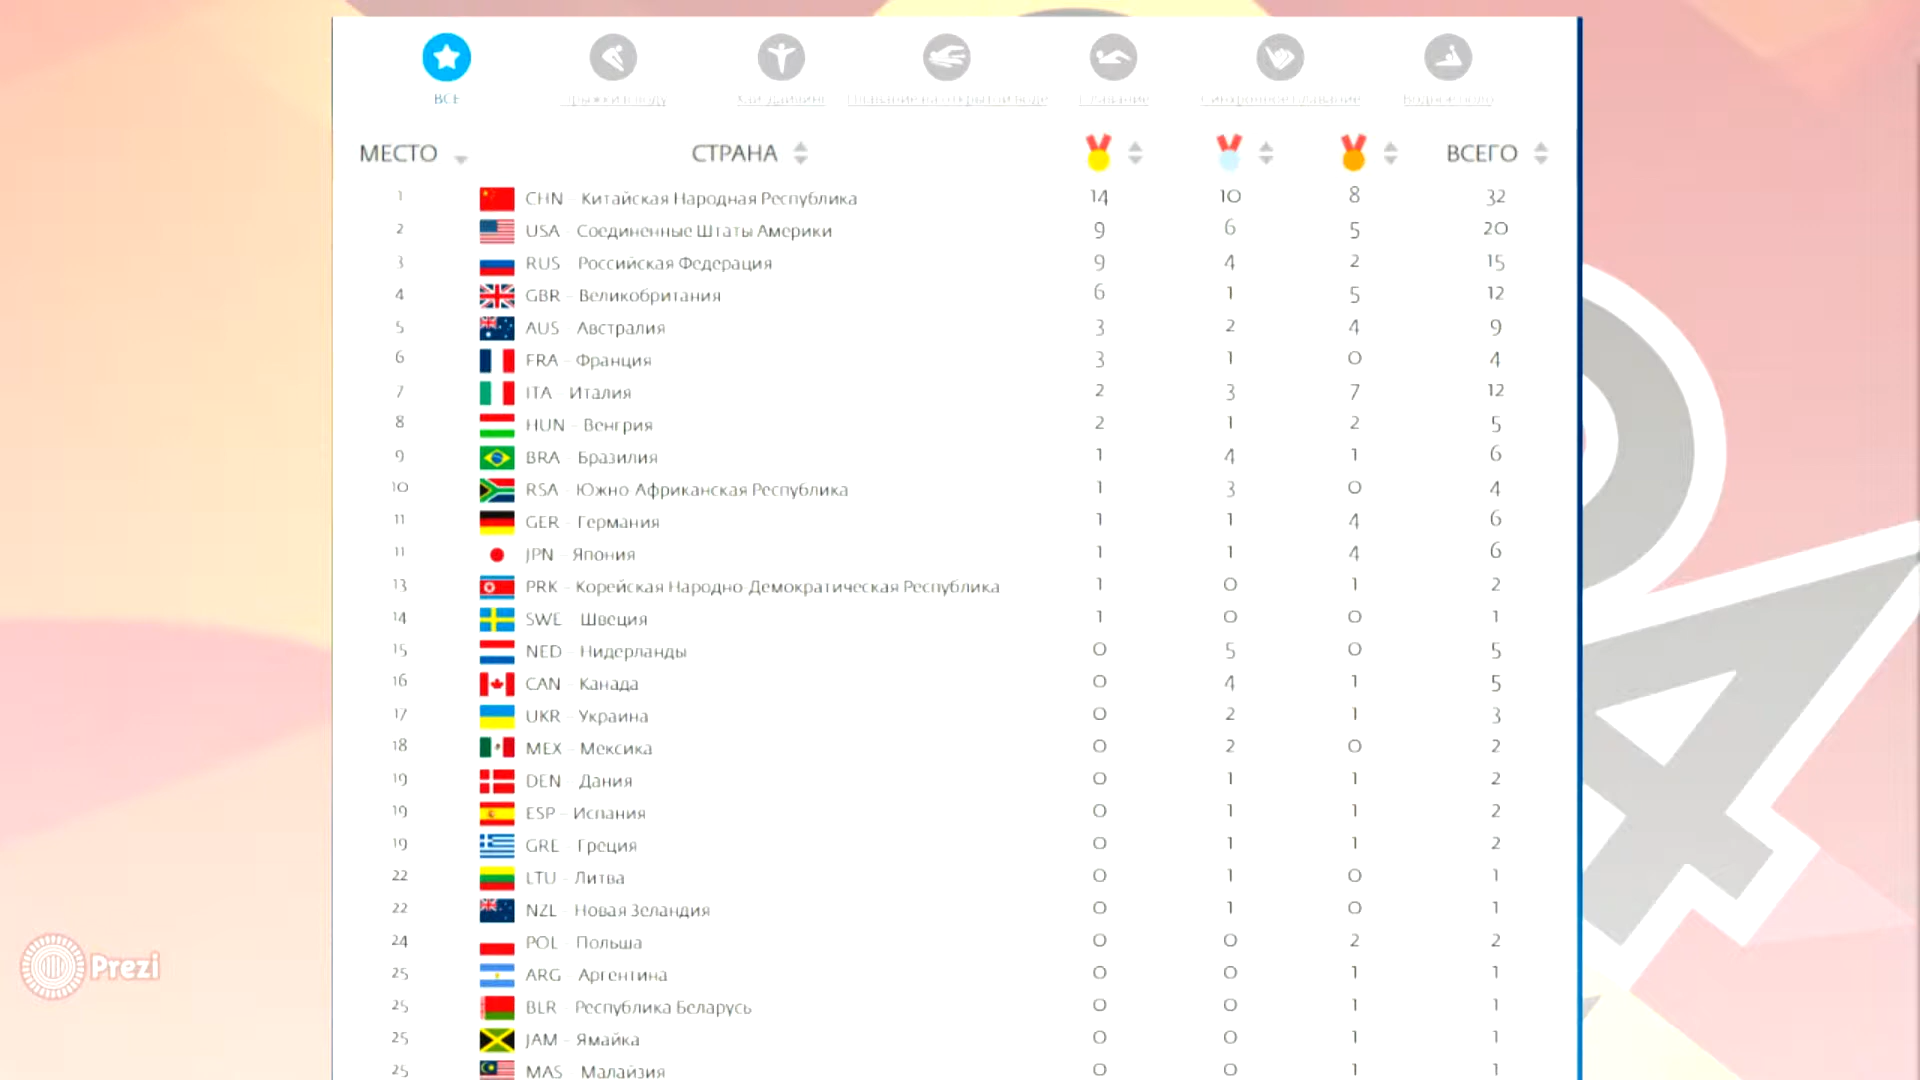 ВСЕ
МЕСТО СТРАНА ВСЕГО
1 CHN - Китайская Народная Республика 14 10 8 32
2 USA Соединенные Штаты Америки 9 6 5 20
3 RUS Российская Федерация 9 4 2 15
4 GBR - Великобритания 6 1 5 12
5 AUS Австралия 3 2 4 9
6 FRA - Франция 3 1 0 4
7 ITA Италия 2 3 7 12
8 HUN - Венгрия 2 1 2 5
9 BRA - Бразилия 1 4 1 6
10 RSA - Южно Африканская Республика 1 3 0 4
11 GER - Германия 1 1 4 6
11 JPN - Япония 1 1 4 6
13 PRK - Корейская Народно Демократическая Республика 1 0 1 2
14 SWE Швеция 1 0 0 1
15 NED - Нидерланды 0 5 0 5
16 CAN Канада 0 4 1 5
17 UKR - Украина 0 2 1 3
18 MEX - Мексика 0 2 0 2
19 DEN - Дания 0 1 1 2
19 ESP - Испания 0 1 1 2
19 GRE Греция 0 1 1 2
22 LTU - Литва 0 1 0 1
22 NZL - Новая Зеландия 0 1 0 1
24 POL - Польша 0 0 2 2
25 ARG Аргентина 0 0 1 1
25 BLR - Республика Беларусь 0 0 1 1
25 JAM - Ямайка 0 0 1 1
25 MAS Малайзия 0 0 1 1
Prezi